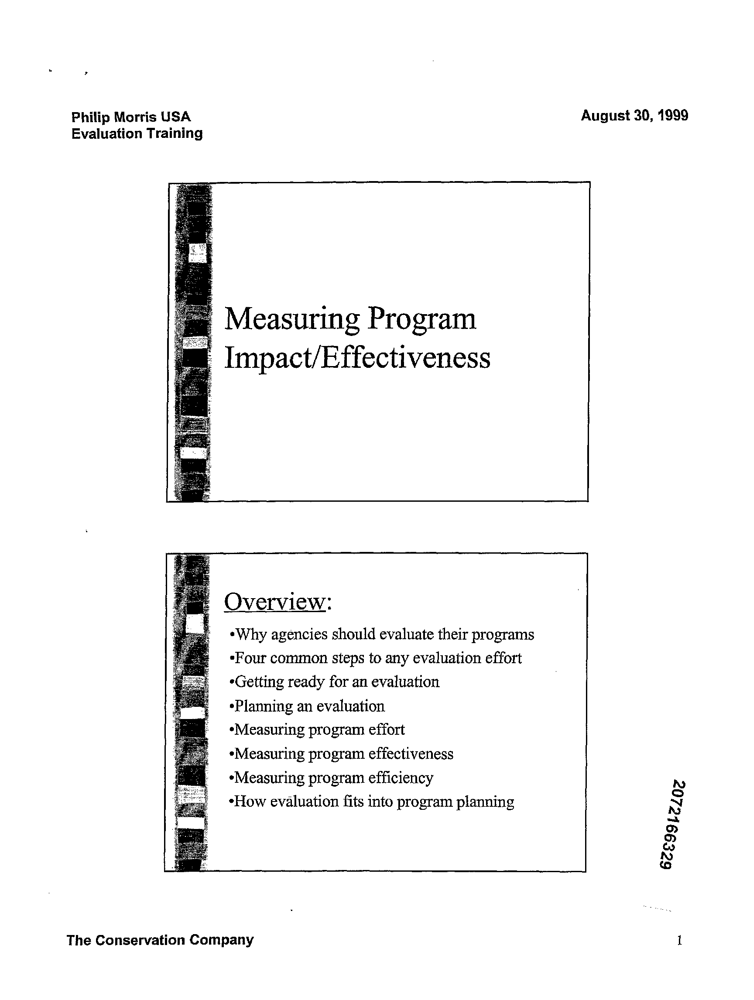 Philip Morris USA
August 30, 1999
Evaluation Training
Measuring Program
Impact/Effectiveness
Overview:
•Why agencies should evaluate their programs
•Four common steps to any evaluation effort
•Getting ready for an evaluation
•Planning an evaluation
•Measuring program effort
•Measuring program effectiveness
•Measuring program efficiency
•How evaluation fits into program planning
2072166329
The Conservation Company
1